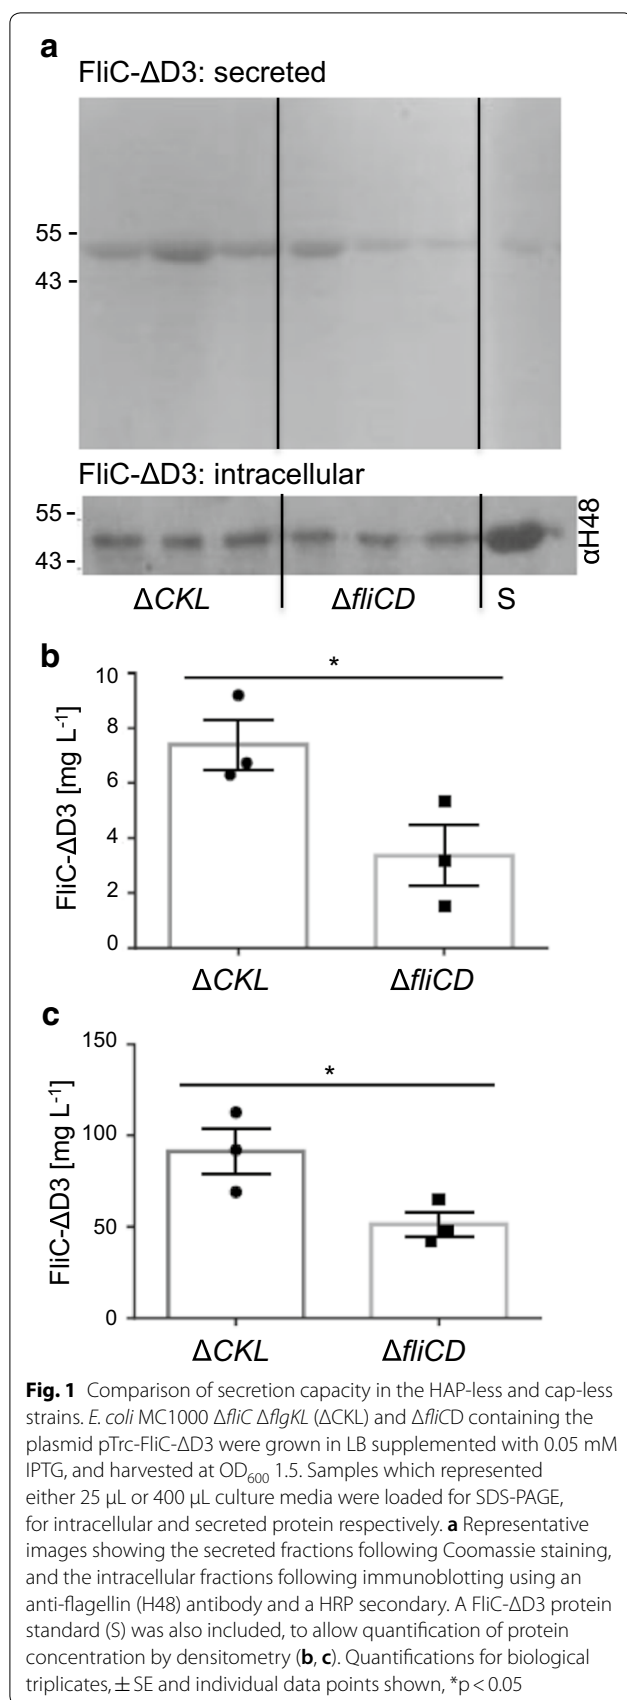 a
FliC-ΔD3: secreted
55 -
43 -
FliC-ΔD3: intracellular
55 -
43 -
αH48
ΔCKL ΔfliCD S
b
*
10
8
6
4
2
0
FliC-ΔD3 [mg L-1]
ΔCKL ΔfliCD
c
*
150
100
50
0
FliC-ΔD3 [mg L-1]
ΔCKL ΔfliCD
Fig. 1 Comparison of secretion capacity in the HAP-less and cap-less
strains. E. coli MC1000 ΔfliC ΔflgKL (ΔCKL) and ΔfliCD containing the
plasmid pTrc-FliC-ΔD3 were grown in LB supplemented with 0.05 mM
IPTG, and harvested at OD600 1.5. Samples which represented
either 25 μL or 400 μL culture media were loaded for SDS-PAGE,
for intracellular and secreted protein respectively. a Representative
images showing the secreted fractions following Coomassie staining,
and the intracellular fractions following immunoblotting using an
anti-flagellin (H48) antibody and a HRP secondary. A FliC-ΔD3 protein
standard (S) was also included, to allow quantification of protein
concentration by densitometry (b, c). Quantifications for biological
triplicates, ± SE and individual data points shown, *p < 0.05